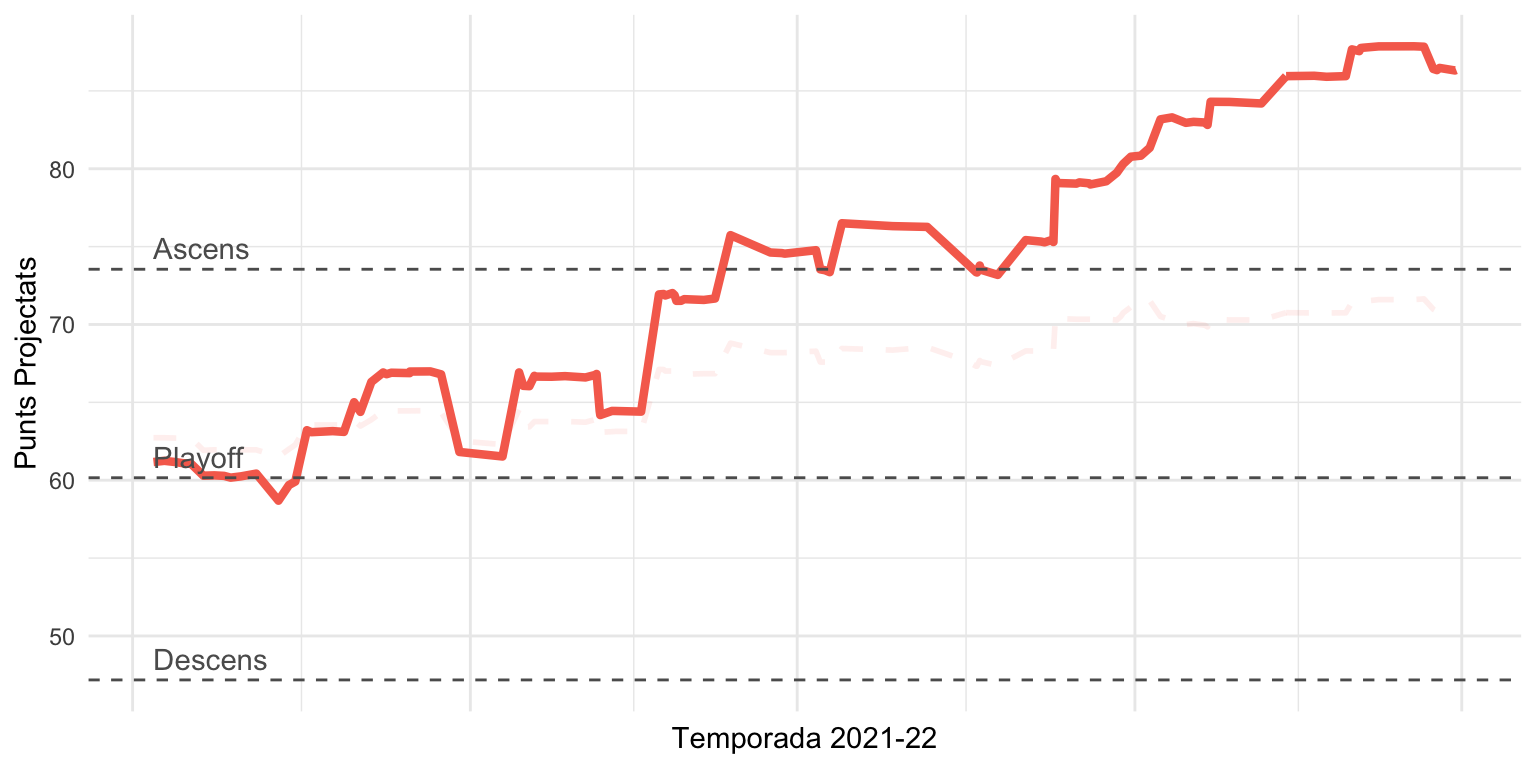 Punts Projectats
80
70
60
50
Ascens
Playoff
Descens
Temporada 2021-22